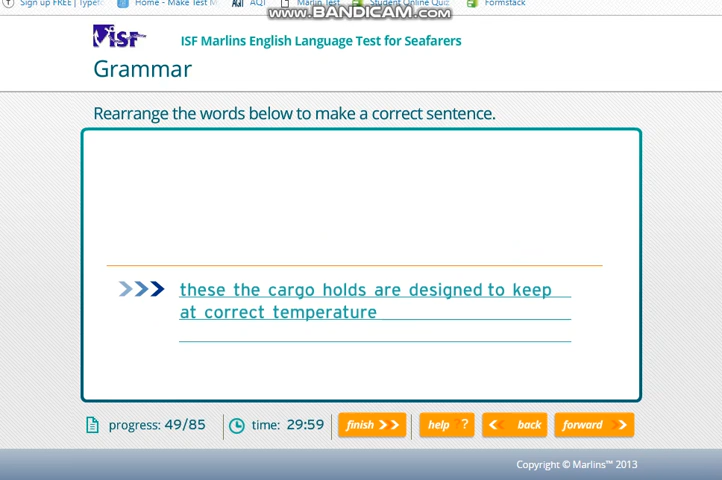 Sign up FREE | Typef
Home - Make Test M
AQT
Marlin Test
Student Online Quiz
Formstack
www.BANDICAM.com
ISF
ISF Marlins English Language Test for Seafarers
Grammar
Rearrange the words below to make a correct sentence.
these the cargo holds are designed to keep
at correct temperature
progress: 49/85
time: 29:59
finish
help ?
back
forward
Copyright © Marlins™ 2013